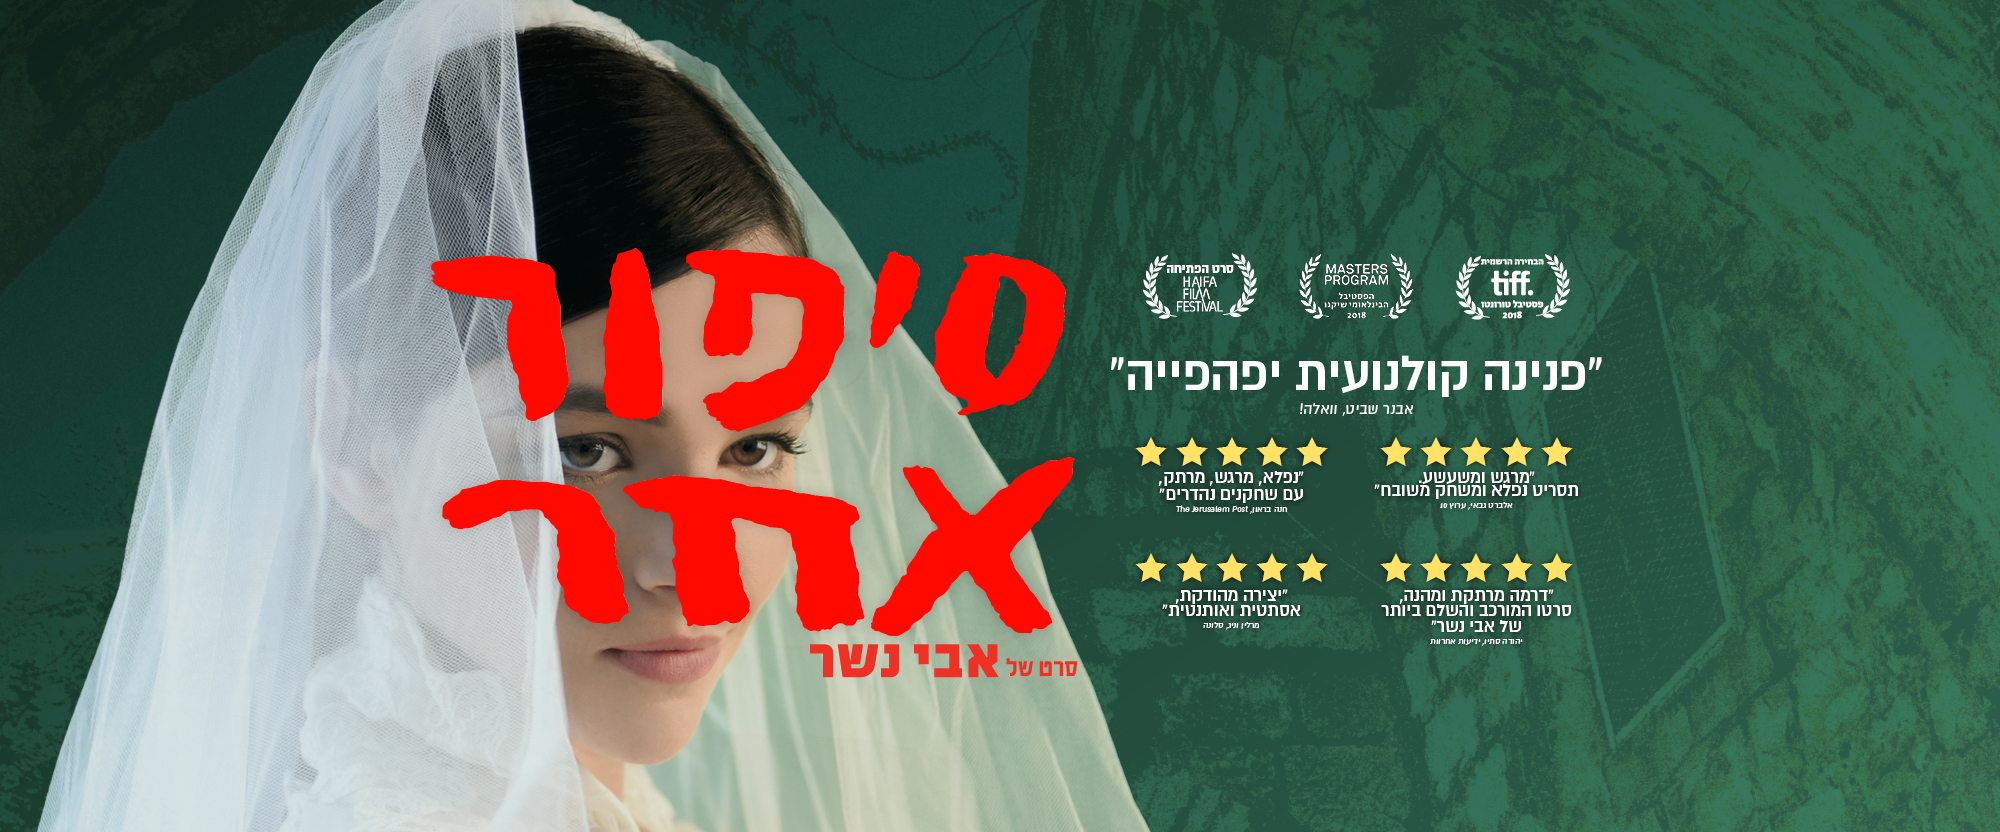 סיפור
אחר
סרט של אבי נשר
הבחירה הרשמית
tiff.
פסטיבל טורונטו
2018
MASTERS
PROGRAM
הפסטיבל
הבינלאומי שיקגו
2018
סרט הפתיחה
HAIFA
FILM
FESTIVAL
"פנינה קולנועית יפהפייה"
אבנר שביט, וואלה!
"מרגש ומשעשע.
תסריט נפלא ומשחק משובח"
אלברט גבאי, ערוץ 10
"נפלא, מרגש, מרתק,
עם שחקנים נהדרים"
חנה בראון, The Jerusalem Post
"דרמה מרתקת ומהנה,
סרטו המורכב והשלם ביותר
של אבי נשר"
יהודה סתיו, ידיעות אחרונות
"יצירה מהודקת,
אסתטית ואותנטית"
מרלין וניג, סלונה